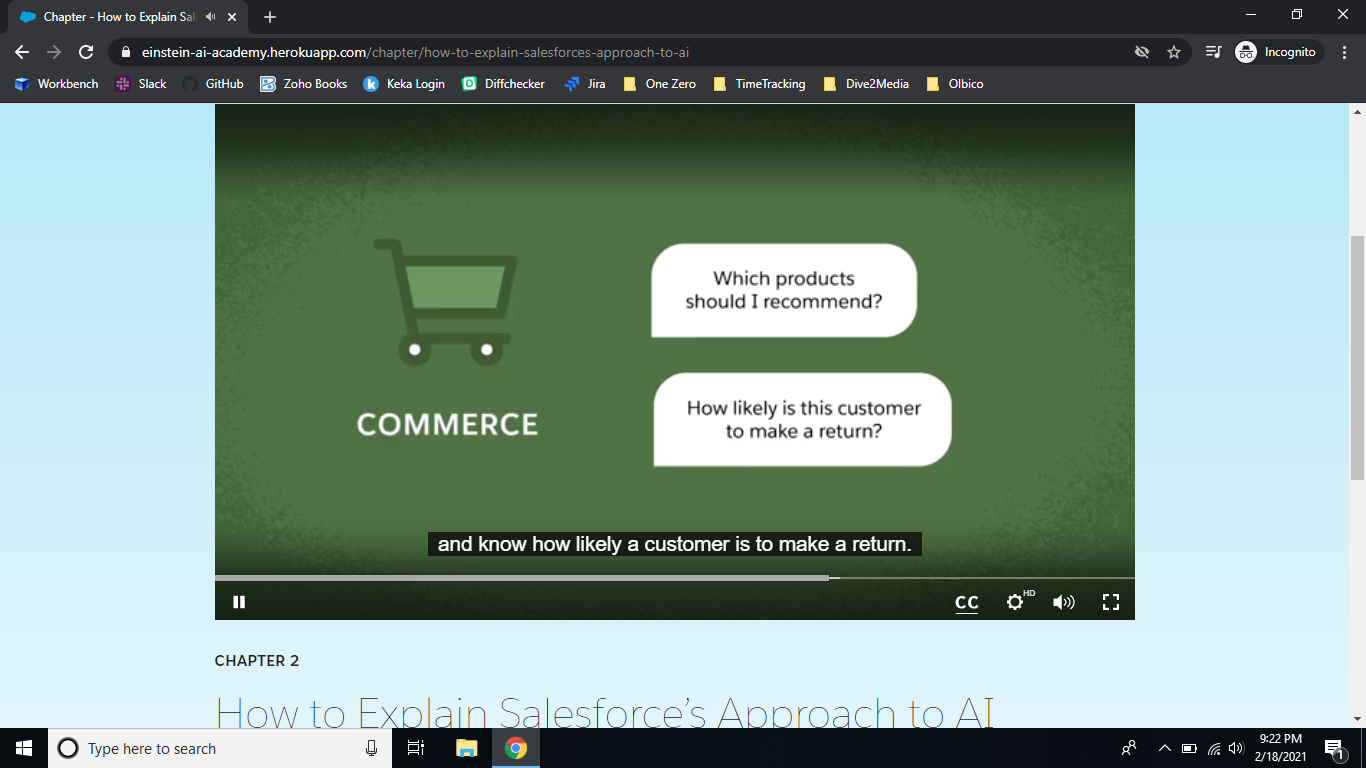 Chapter - How to Explain Sal
einstein-ai-academy.herokuapp.com/chapter/how-to-explain-salesforces-approach-to-ai
Incognito
Workbench
Slack
GitHub
Zoho Books
Keka Login
Diffchecker
Jira
One Zero
TimeTracking
Dive2Media
Olbico
Which products
should I recommend?
How likely is this customer
to make a return?
COMMERCE
and know how likely a customer is to make a return.
CC
HD
CHAPTER 2
How to Explain Salesforce's Approach to AI
Type here to search
9:22 PM
2/18/2021
1